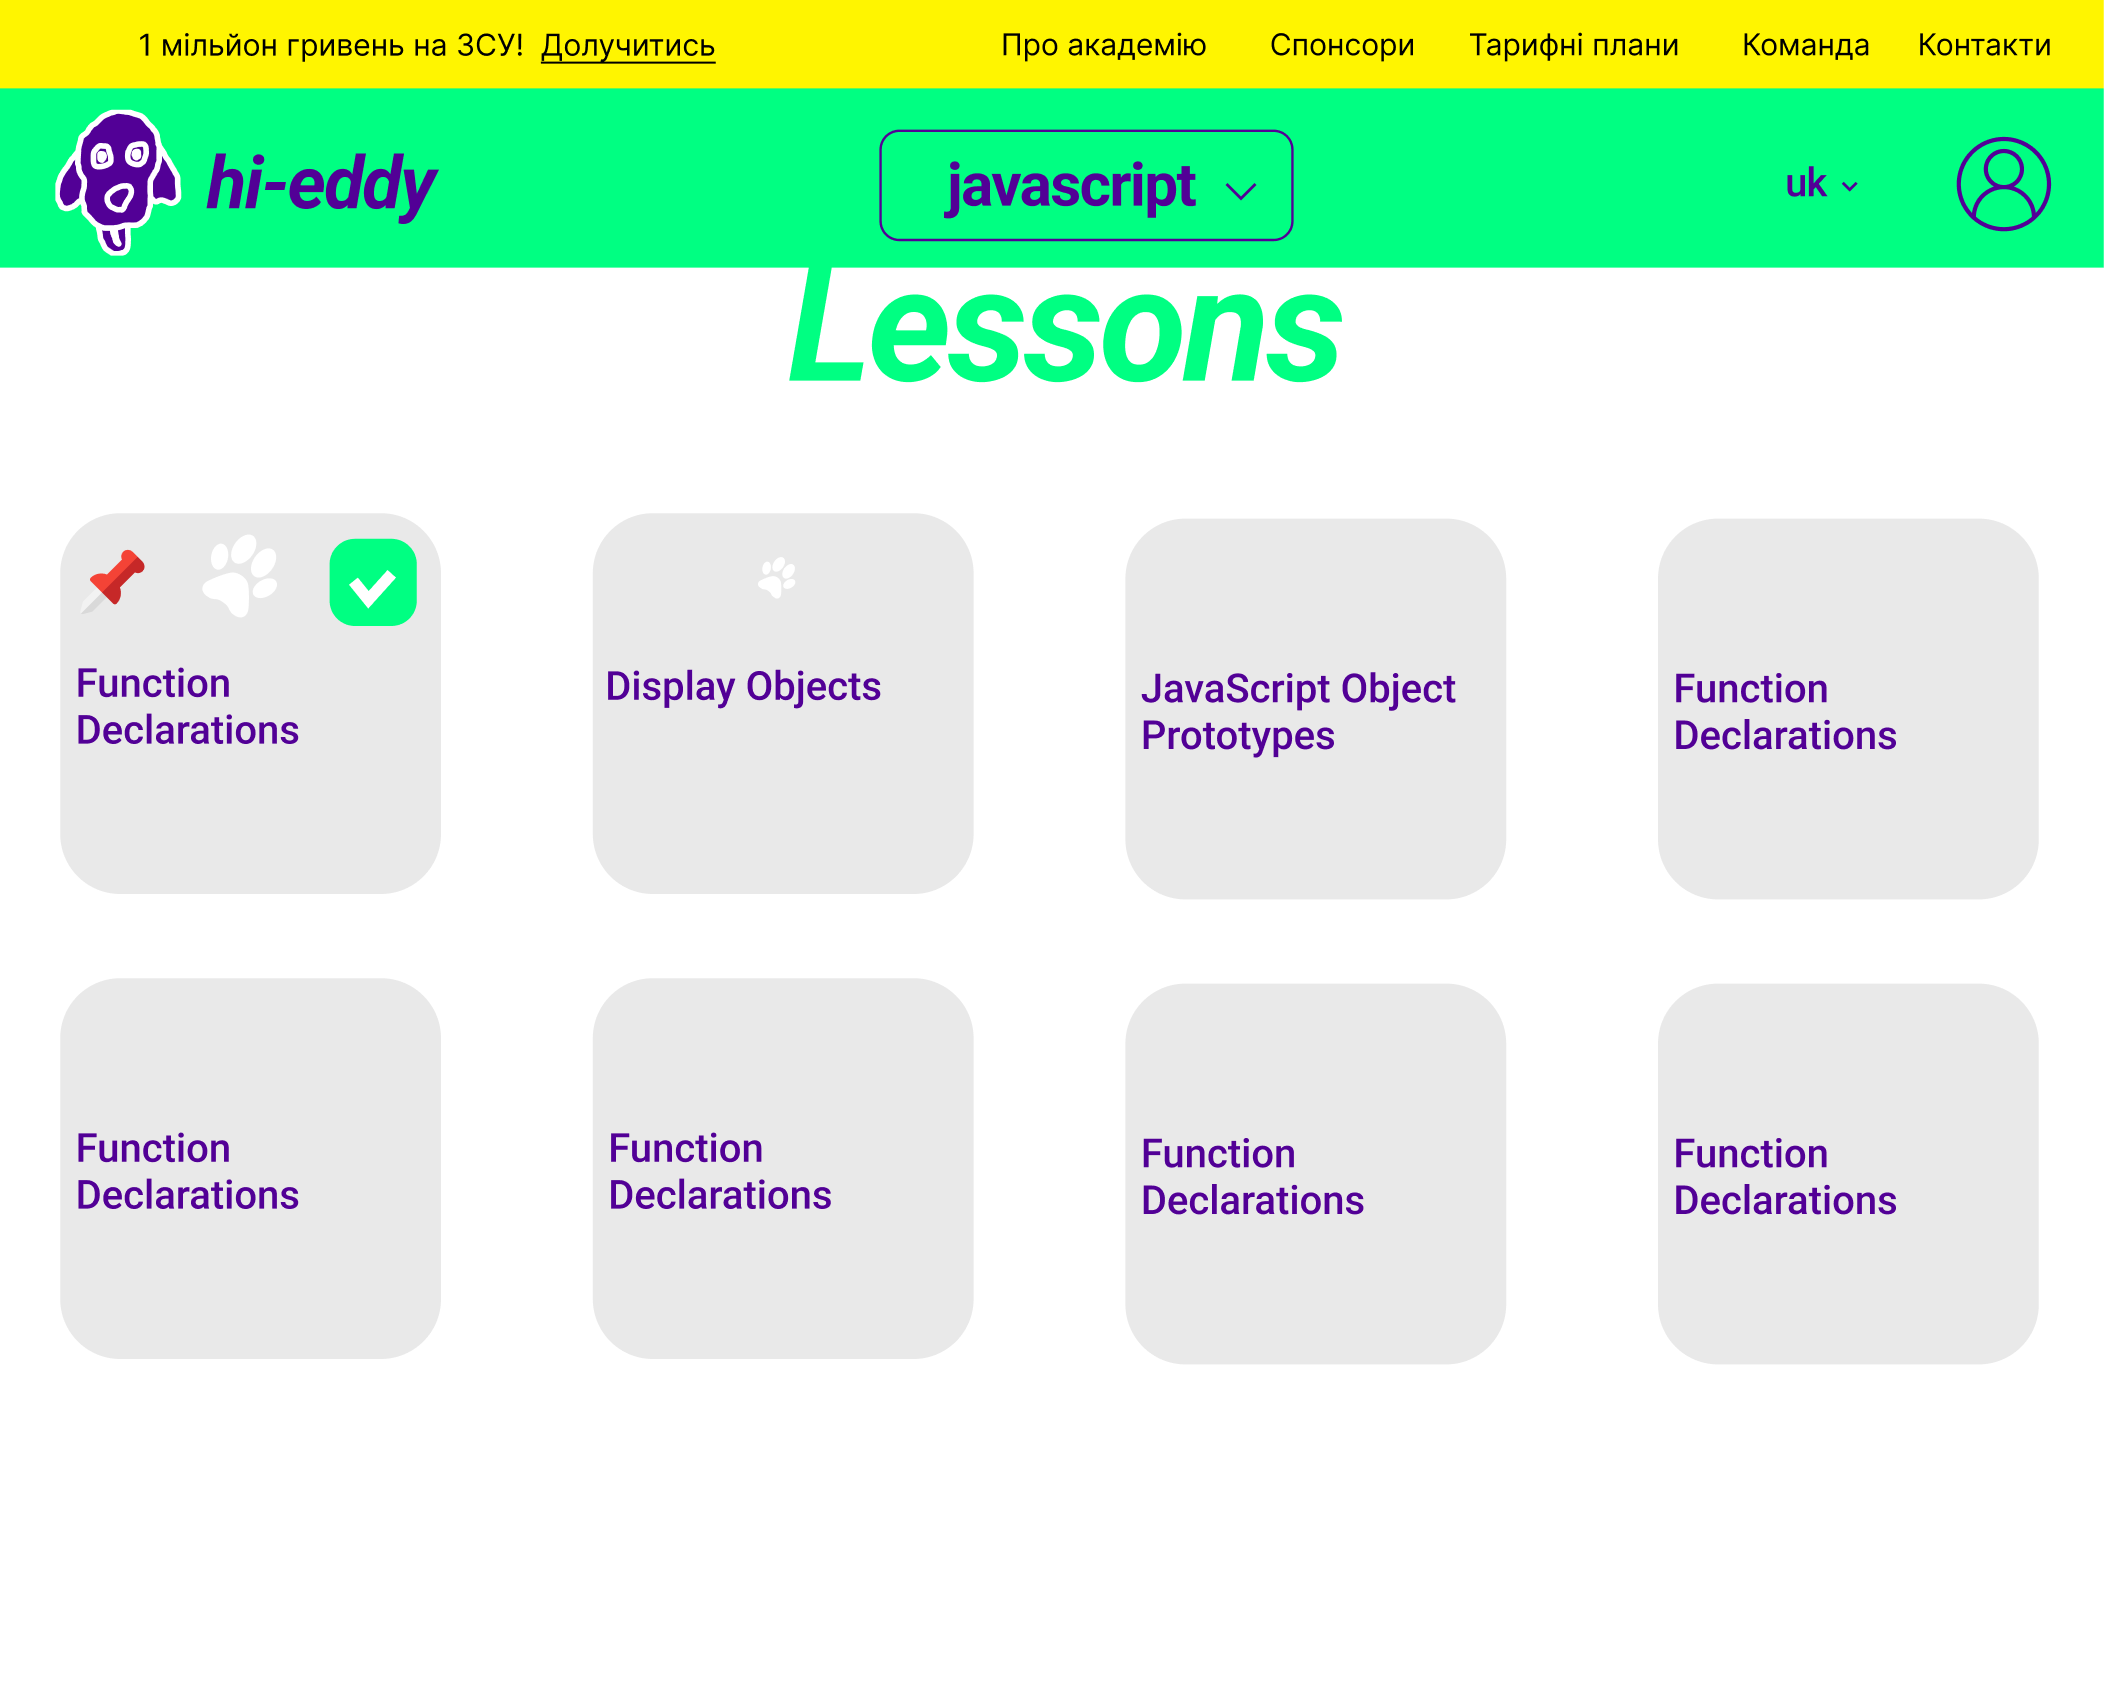 1 мільйон гривень на ЗСУ! Долучитись
Про академію Спонсори Тарифні плани Команда Контакти
hi-eddy
javascript
uk
Lessons
Function
Declarations
Display Objects
JavaScript Object
Prototypes
Function
Declarations
Function
Declarations
Function
Declarations
Function
Declarations
Function
Declarations